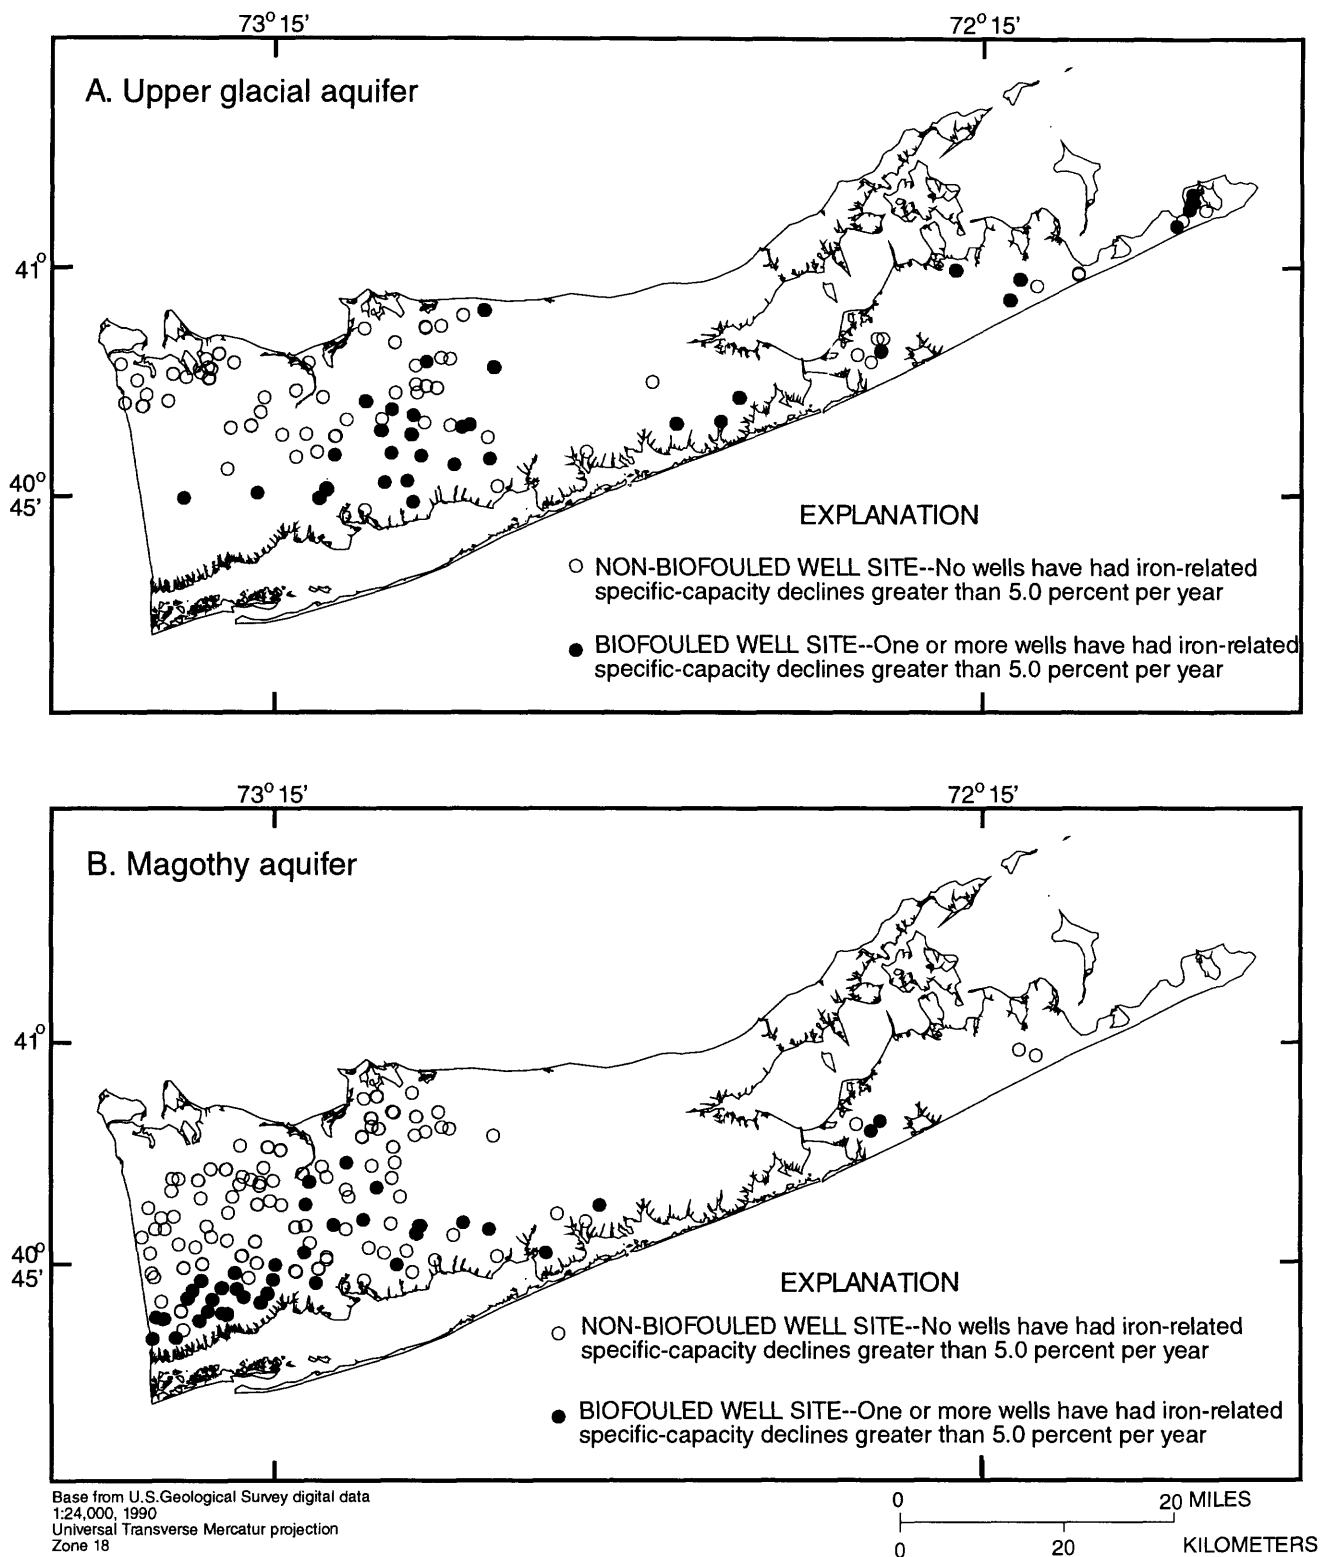 73° 15'
72° 15'
A. Upper glacial aquifer
41°
40°
45'
EXPLANATION
NON-BIOFOULED WELL SITE--No wells have had iron-related
specific-capacity declines greater than 5.0 percent per year
BIOFOULED WELL SITE--One or more wells have had iron-related
specific-capacity declines greater than 5.0 percent per year
73° 15'
72° 15'
B. Magothy aquifer
41°
40°
45'
EXPLANATION
NON-BIOFOULED WELL SITE--No wells have had iron-related
specific-capacity declines greater than 5.0 percent per year
BIOFOULED WELL SITE--One or more wells have had iron-related
specific-capacity declines greater than 5.0 percent per year
Base from U.S.Geological Survey digital data
1:24,000, 1990
Universal Transverse Mercatur projection
Zone 18
0 20 MILES
0 20 KILOMETERS